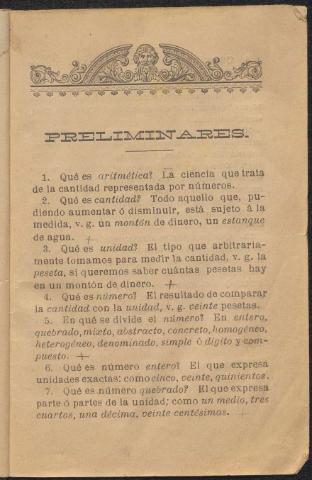 PRELIMINARES.
1. Qué es aritmética? La ciencia que trata
de la cantidad representada por números.
2. Qué es cantidad? Todo aquello que, pu-
diendo aumentar ó disminuir, está sujeto á la
medida, v. g. un montón de dinero, un estanque
de agua.
3. Qué es unidad? El tipo que arbitraria-
mente tomamos para medir la cantidad, v. g. la
peseta, si queremos saber cuántas pesetas hay
en un montón de dinero.
4. Qué es número? El resultado de comparar
la cantidad con la unidad, v. g. veinte pesetas.
5. En qué se divide el número? En entero,
quebrado, mixto, abstracto, concreto, homogéneo,
heterogéneo, denominado, simple ó dígito y com-
puesto.
6. Qué es número entero? El que expresa
unidades exactas: como cinco, veinte, quinientos.
7. Qué es número quebrado? El que expresa
parte ó partes de la unidad; como un medio, tres
cuartos, una décima, veinte centésimas.